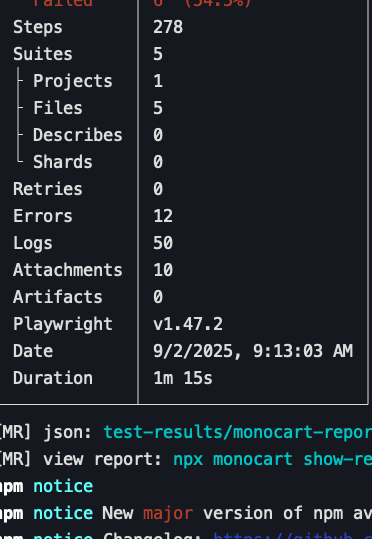 Failed 6 (54.5%)
Steps 278
Suites 5
├ Projects 1
├ Files 5
├ Describes 0
└ Shards 0
Retries 0
Errors 12
Logs 50
Attachments 10
Artifacts 0
Playwright v1.47.2
Date 9/2/2025, 9:13:03 AM
Duration 1m 15s
[MR] json: test-results/monocart-repor
[MR] view report: npx monocart show-re
npm notice
npm notice New major version of npm av
npm notice Changelog: https://github.c